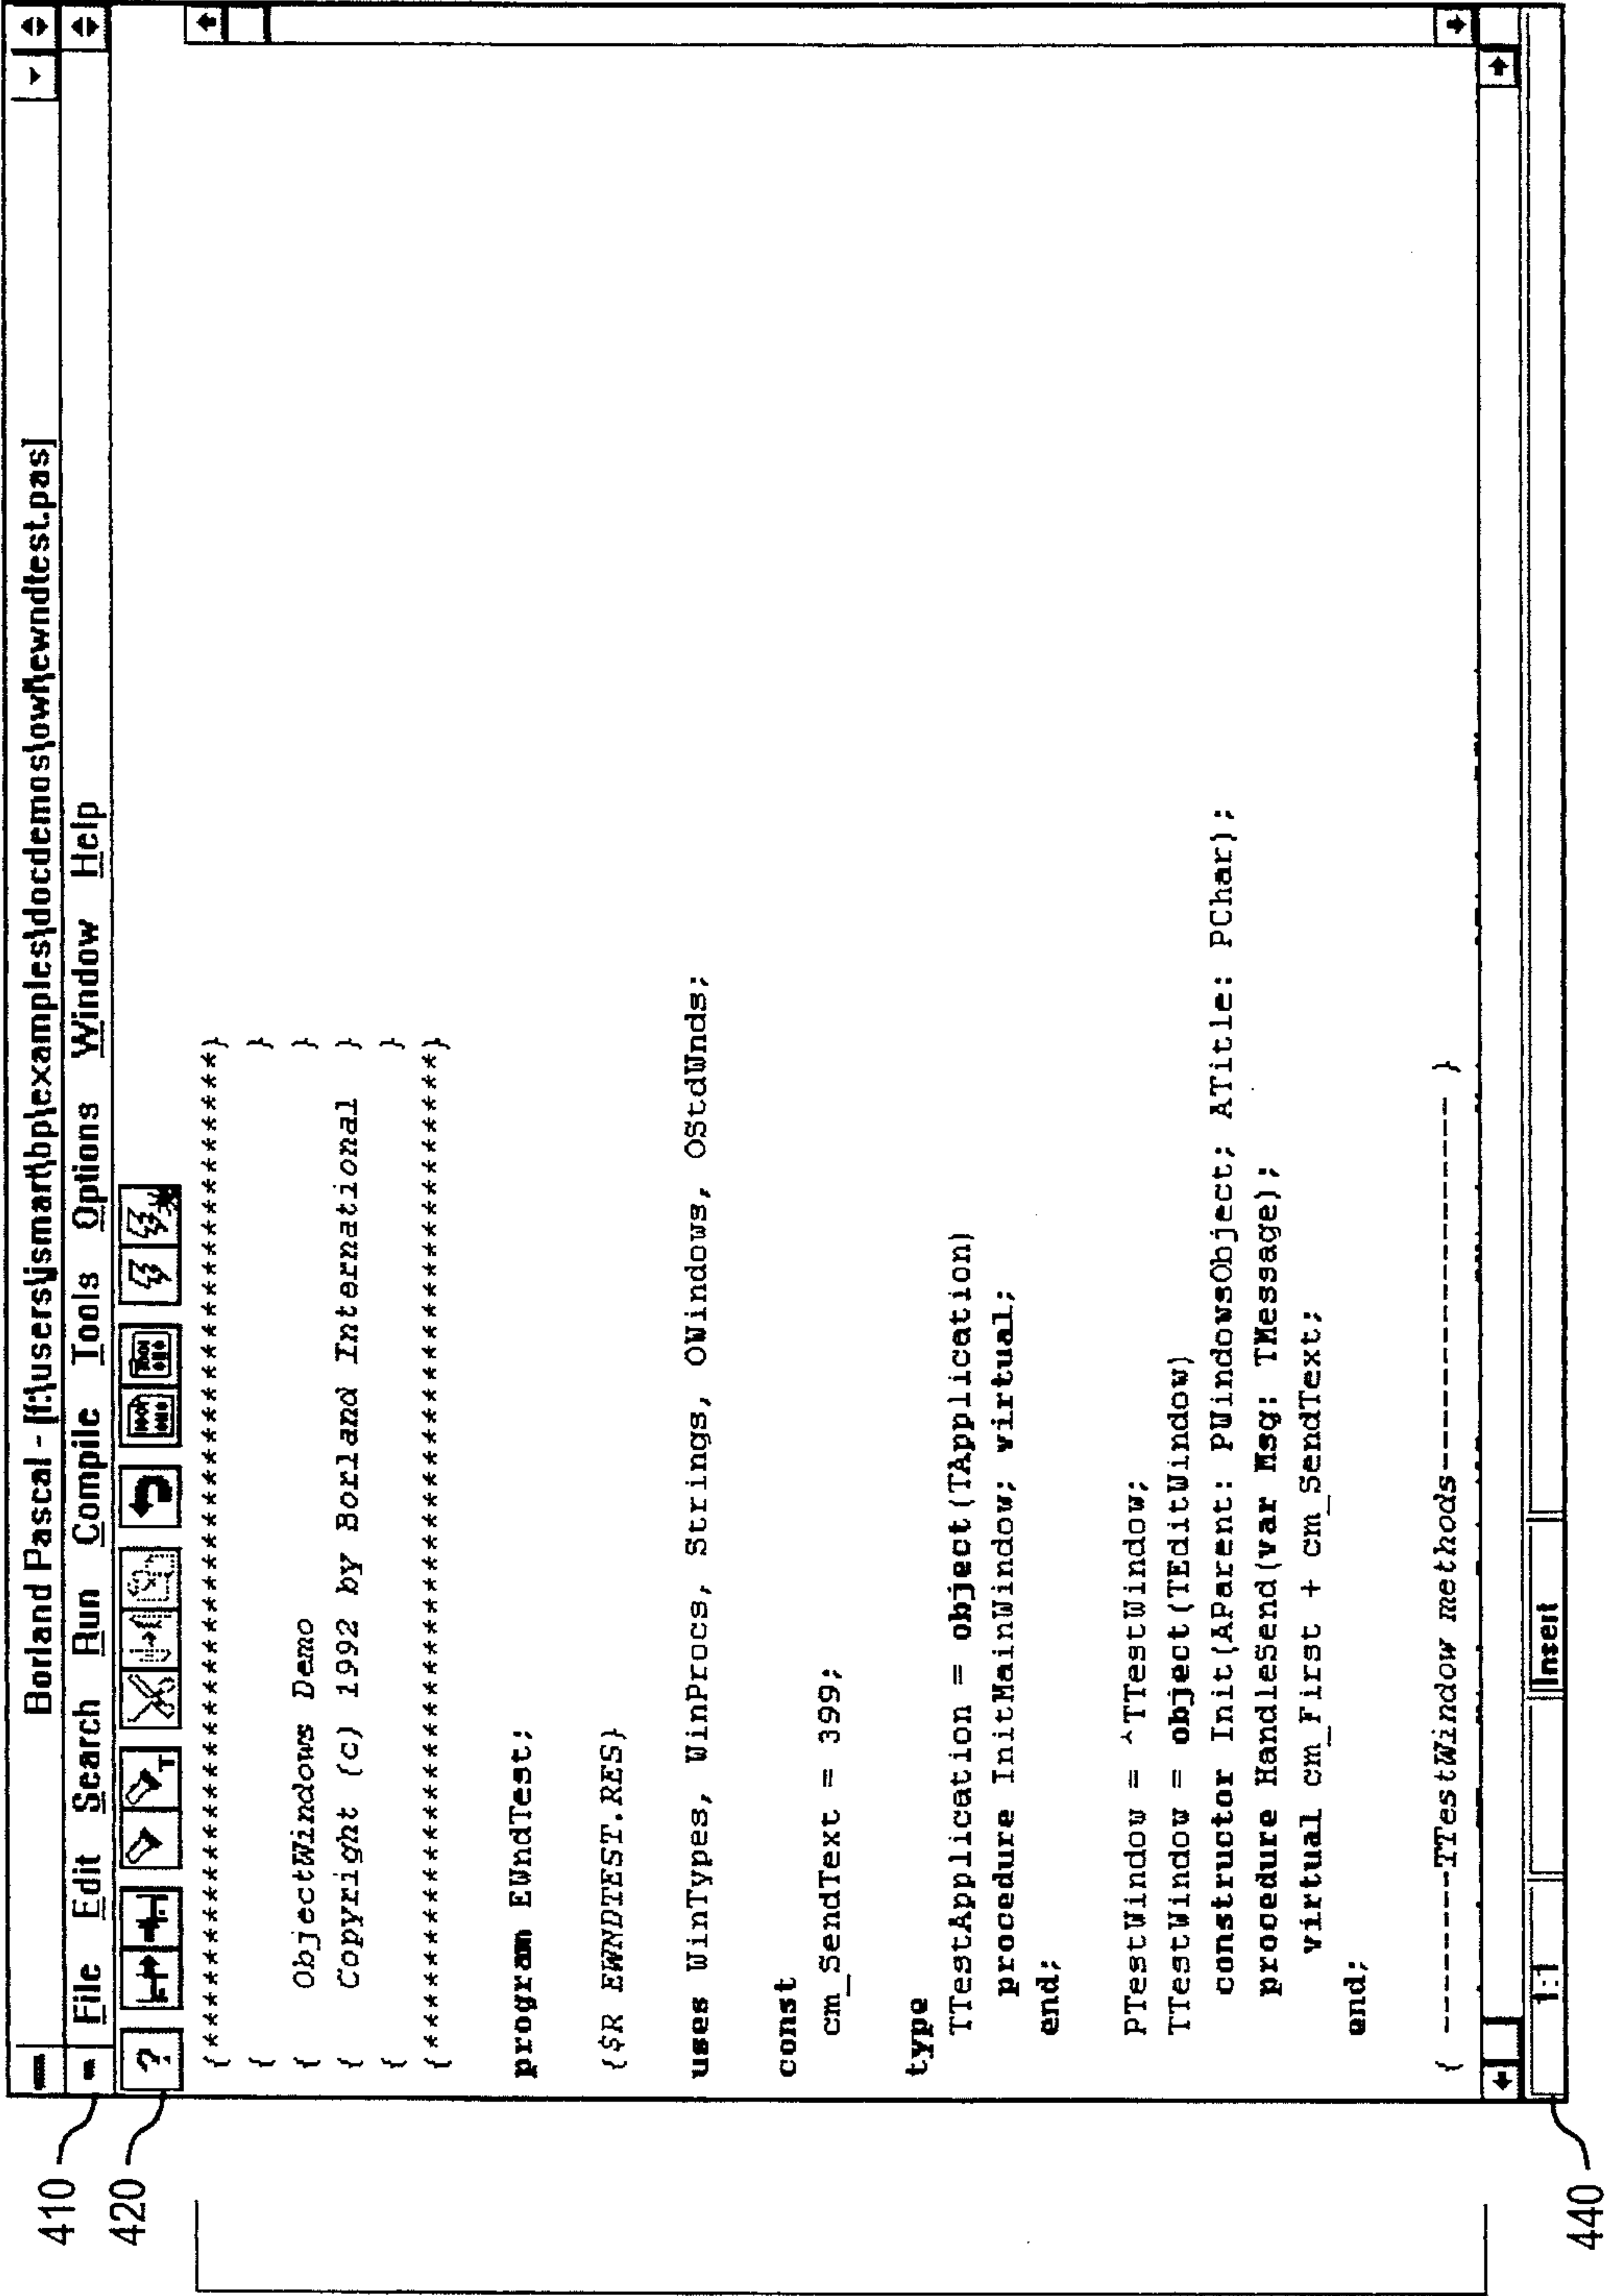 Borland Pascal - [f:\users\jsmart\bp\examples\docdemos\owl\ewndtest.pas]
410
File Edit Search Run Compile Tools Options Window Help
420
?
T
{************************************************}
{ }
{ ObjectWindows Demo }
{ Copyright (c) 1992 by Borland International }
{ }
{************************************************}
program EWndTest;
{$R EWNDTEST.RES}
uses WinTypes, WinProcs, Strings, OWindows, OStdWnds;
const
cm_SendText = 399;
type
TTestApplication = object(TApplication)
procedure InitMainWindow; virtual;
end;
PTestWindow = ^TTestWindow;
TTestWindow = object(TEditWindow)
constructor Init(AParent: PWindowsObject; ATitle: PChar);
procedure HandleSend(var Msg: TMessage);
virtual cm_First + cm_SendText;
end;
{ --------TTestWindow methods------------------------ }
1:1 Insert
440